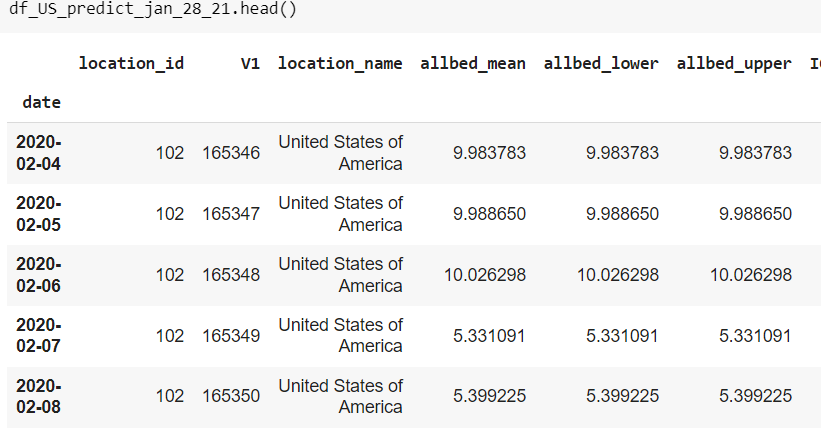 df_US_predict_jan_28_21.head()
location_id V1 location_name allbed_mean allbed_lower allbed_upper
date
2020-
02-04 102 165346 United States of
America 9.983783 9.983783 9.983783
2020-
02-05 102 165347 United States of
America 9.988650 9.988650 9.988650
2020-
02-06 102 165348 United States of
America 10.026298 10.026298 10.026298
2020-
02-07 102 165349 United States of
America 5.331091 5.331091 5.331091
2020-
02-08 102 165350 United States of
America 5.399225 5.399225 5.399225